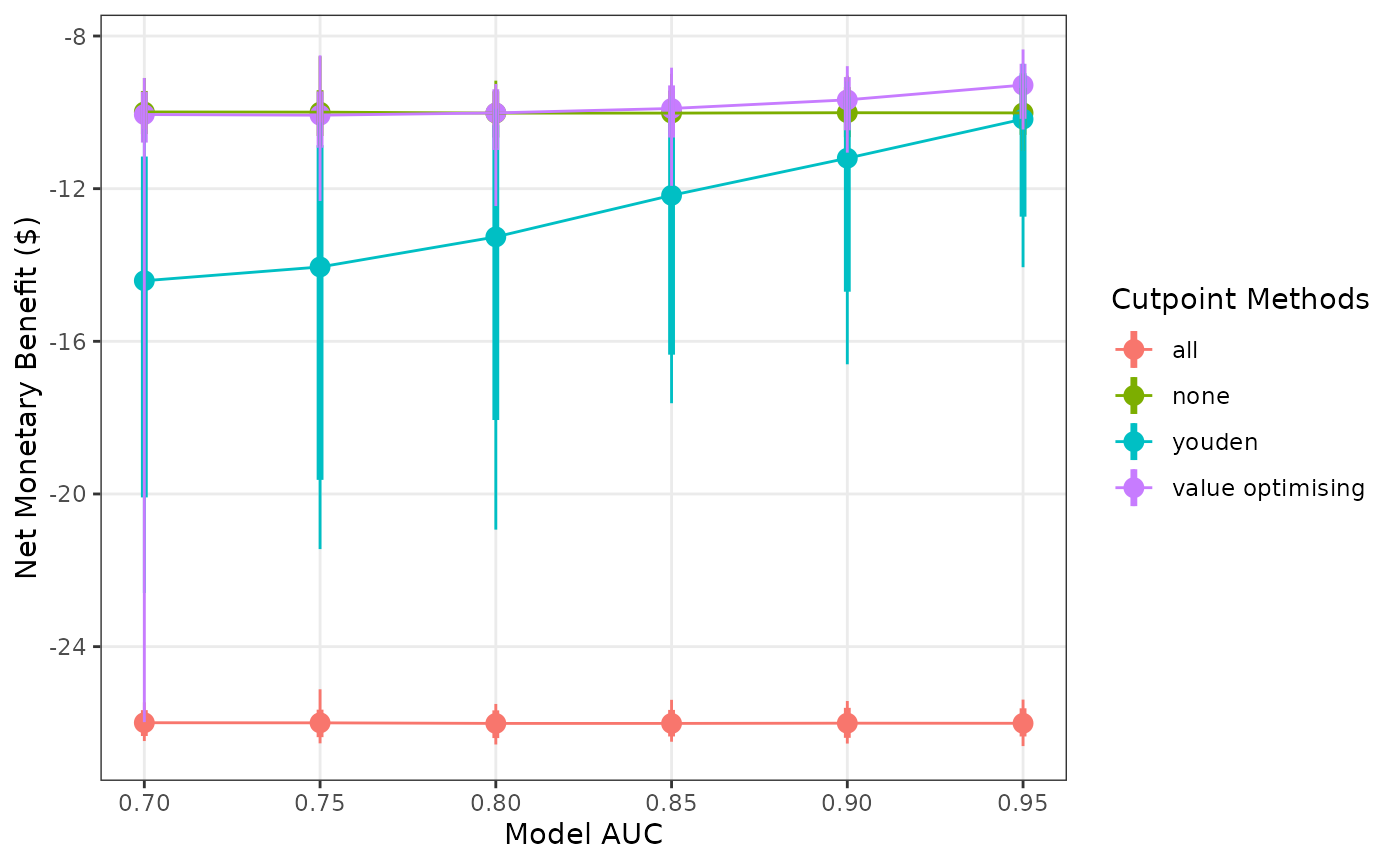 -8
-12
-16
-20
-24
Net Monetary Benefit ($)
0.70 0.75 0.80 0.85 0.90 0.95
Model AUC
Cutpoint Methods
all
none
youden
value optimising